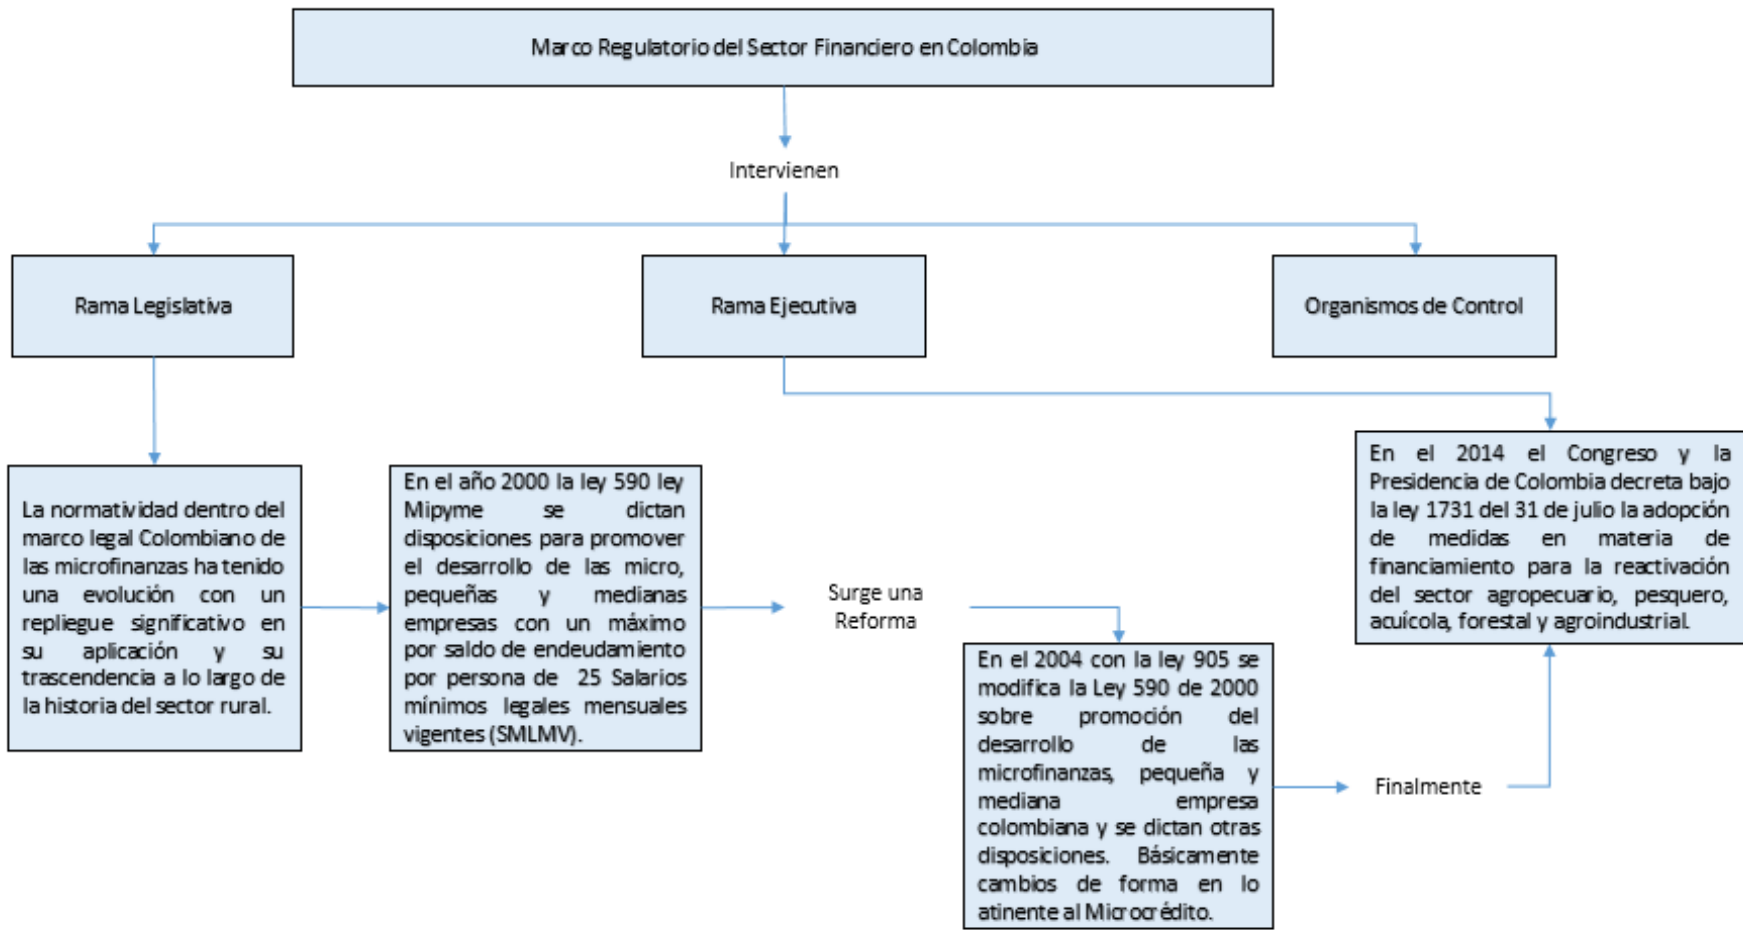 Marco Regulatorio del Sector Financiero en Colombia
Intervienen
Rama Legislativa
Rama Ejecutiva
Organismos de Control
La normatividad dentro del
marco legal Colombiano de
las microfinanzas ha tenido
una evolución con un
repliegue significativo en
su aplicación y su
trascendencia a lo largo de
la historia del sector rural.
En el año 2000 la ley 590 ley
Mipyme se dictan
disposiciones para promover
el desarrollo de las micro,
pequeñas y medianas
empresas con un máximo
por saldo de endeudamiento
por persona de 25 Salarios
mínimos legales mensuales
vigentes (SMLMV).
Surge una
Reforma
En el 2004 con la ley 905 se
modifica la Ley 590 de 2000
sobre promoción del
desarrollo de las
microfinanzas, pequeña y
mediana empresa
colombiana y se dictan otras
disposiciones. Básicamente
cambios de forma en lo
atinente al Microcrédito.
Finalmente
En el 2014 el Congreso y la
Presidencia de Colombia decreta bajo
la ley 1731 del 31 de julio la adopción
de medidas en materia de
financiamiento para la reactivación
del sector agropecuario, pesquero,
acuícola, forestal y agroindustrial.